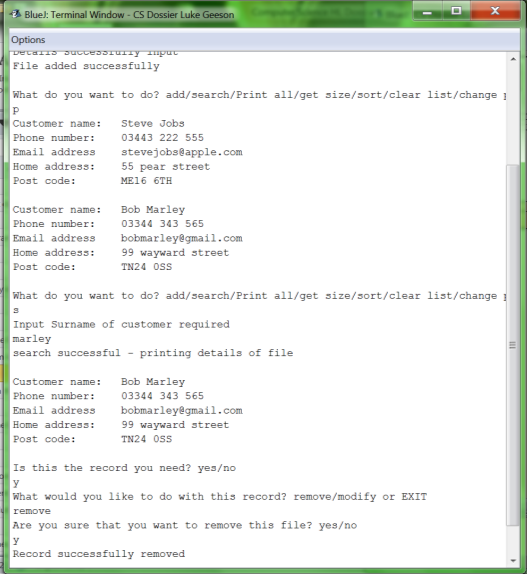 BlueJ: Terminal Window - CS Dossier Luke Geeson
Options
Details successfully input
File added successfully
What do you want to do? add/search/Print all/get size/sort/clear list/change
p
Customer name: Steve Jobs
Phone number: 03443 222 555
Email address stevejobs@apple.com
Home address: 55 pear street
Post code: ME16 6TH
Customer name: Bob Marley
Phone number: 03344 343 565
Email address bobmarley@gmail.com
Home address: 99 wayward street
Post code: TN24 0SS
What do you want to do? add/search/Print all/get size/sort/clear list/change
s
Input Surname of customer required
marley
search successful - printing details of file
Customer name: Bob Marley
Phone number: 03344 343 565
Email address bobmarley@gmail.com
Home address: 99 wayward street
Post code: TN24 0SS
Is this the record you need? yes/no
y
What would you like to do with this record? remove/modify or EXIT
remove
Are you sure that you want to remove this file? yes/no
y
Record successfully removed